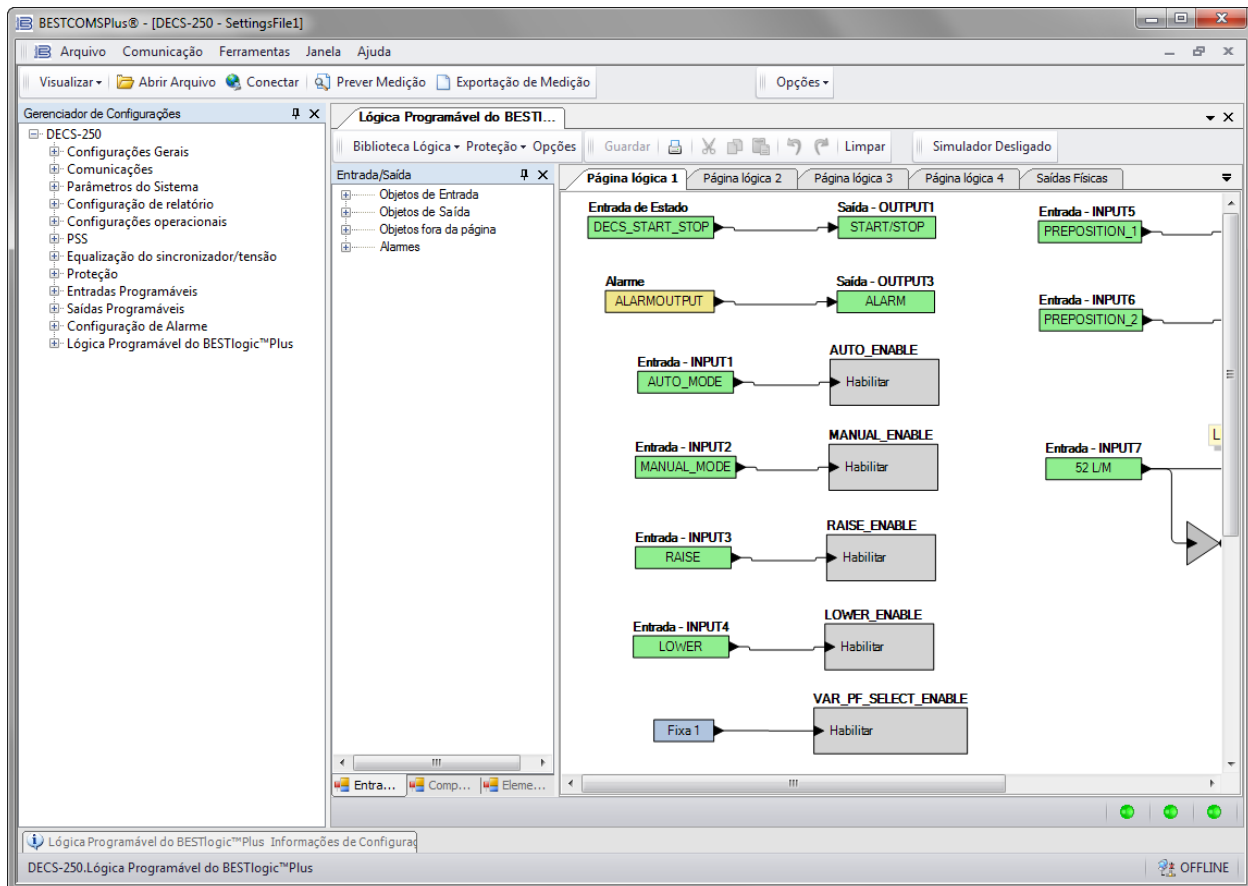 BESTCOMSPlus® - [DECS-250 - SettingsFile1]
Arquivo Comunicação Ferramentas Janela Ajuda
Visualizar Abrir Arquivo Conectar Prever Medição Exportação de Medição Opções
Gerenciador de Configurações
DECS-250
Configurações Gerais
Comunicações
Parâmetros do Sistema
Configuração de relatório
Configurações operacionais
PSS
Equalização do sincronizador/tensão
Proteção
Entradas Programáveis
Saídas Programáveis
Configuração de Alarme
Lógica Programável do BESTlogic™Plus
Lógica Programável do BESTl...
Biblioteca Lógica Proteção Opções Guardar Limpar Simulador Desligado
Entrada/Saída
Objetos de Entrada
Objetos de Saída
Objetos fora da página
Alarmes
Entra... Comp... Eleme...
Página lógica 1 Página lógica 2 Página lógica 3 Página lógica 4 Saídas Físicas
Entrada de Estado
DECS_START_STOP
Saída - OUTPUT1
START/STOP
Entrada - INPUT5
PREPOSITION_1
Alarme
ALARMOUTPUT
Saída - OUTPUT3
ALARM
Entrada - INPUT6
PREPOSITION_2
Entrada - INPUT1
AUTO_MODE
AUTO_ENABLE
Habilitar
Entrada - INPUT2
MANUAL_MODE
MANUAL_ENABLE
Habilitar
Entrada - INPUT7
52 L/M
L
Entrada - INPUT3
RAISE
RAISE_ENABLE
Habilitar
Entrada - INPUT4
LOWER
LOWER_ENABLE
Habilitar
Fixa 1
VAR_PF_SELECT_ENABLE
Habilitar
Lógica Programável do BESTlogic™Plus Informações de Configuraç
DECS-250.Lógica Programável do BESTlogic™Plus
OFFLINE